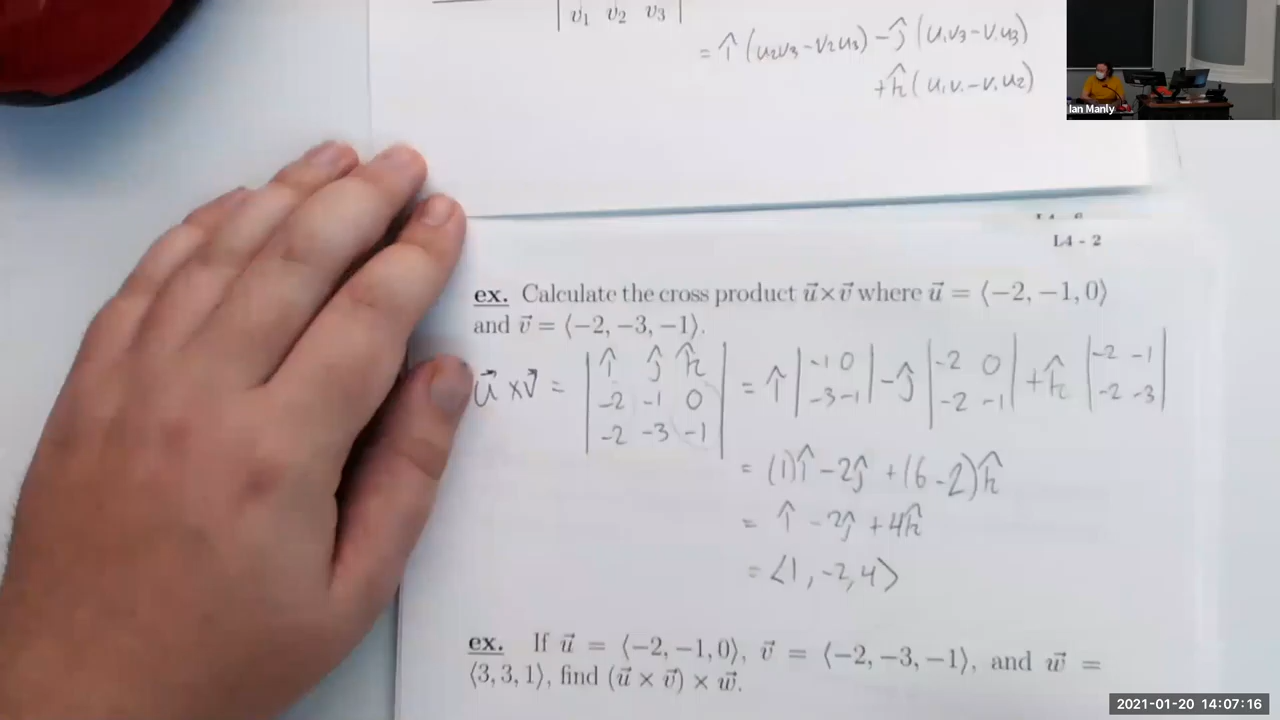 | v₁ v₂ v₃ |
= î (u₂v₃ − v₂u₃) − ĵ (u₁v₃ − v₁u₃)
+ k̂ (u₁v₂ − v₁u₂)
Ian Manly
L4 - 2
ex. Calculate the cross product u⃗ × v⃗ where u⃗ = ⟨−2, −1, 0⟩
and v⃗ = ⟨−2, −3, −1⟩.
u⃗ × v⃗ = | î ĵ k̂ | = î | -1 0 | − ĵ | -2 0 | + k̂ | -2 -1 |
| -2 -1 0 | | -3 -1 | | -2 -1 | | -2 -3 |
| -2 -3 -1 |
= (1)î − 2ĵ + (6 - 2)k̂
= î − 2ĵ + 4k̂
= ⟨1, -2, 4⟩
ex. If u⃗ = ⟨−2, −1, 0⟩, v⃗ = ⟨−2, −3, −1⟩, and w⃗ =
⟨3, 3, 1⟩, find (u⃗ × v⃗) × w⃗.
2021-01-20 14:07:16